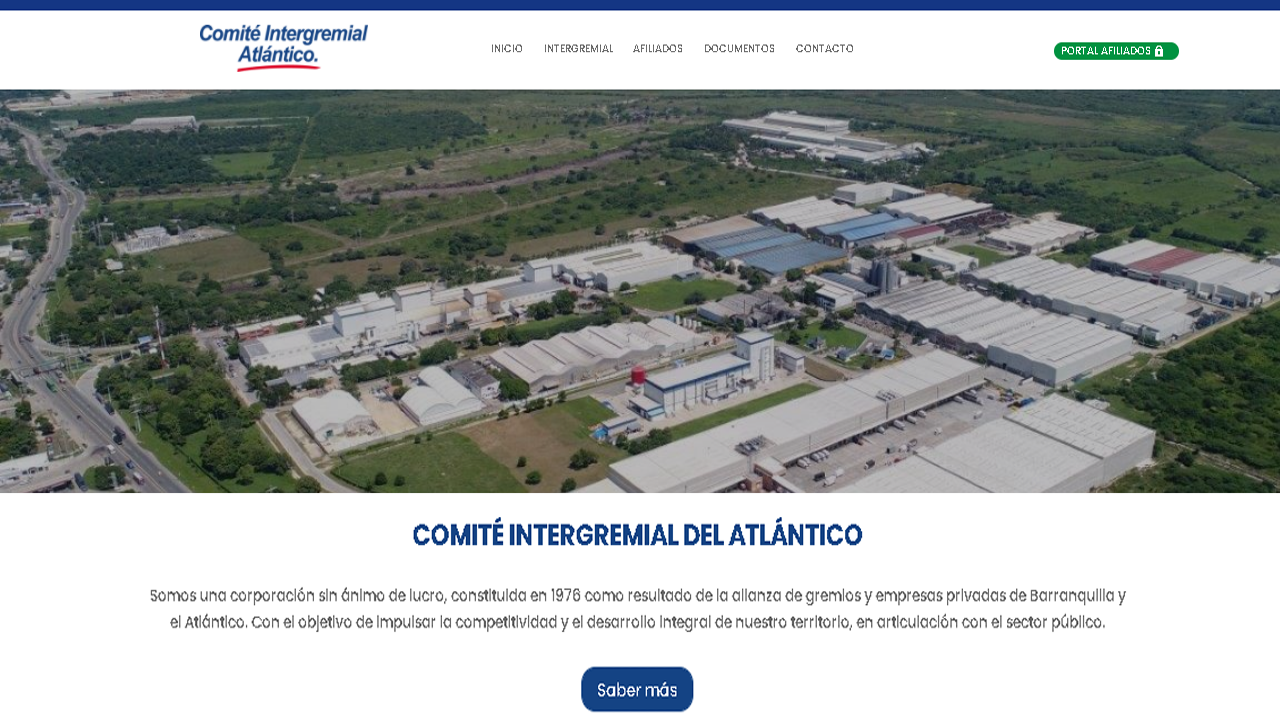 Comité Intergremial
Atlántico.
INICIO INTERGREMIAL AFILIADOS DOCUMENTOS CONTACTO
PORTAL AFILIADOS
COMITÉ INTERGREMIAL DEL ATLÁNTICO
Somos una corporación sin ánimo de lucro, constituida en 1976 como resultado de la alianza de gremios y empresas privadas de Barranquilla y
el Atlántico. Con el objetivo de impulsar la competitividad y el desarrollo integral de nuestro territorio, en articulación con el sector público.
Saber más